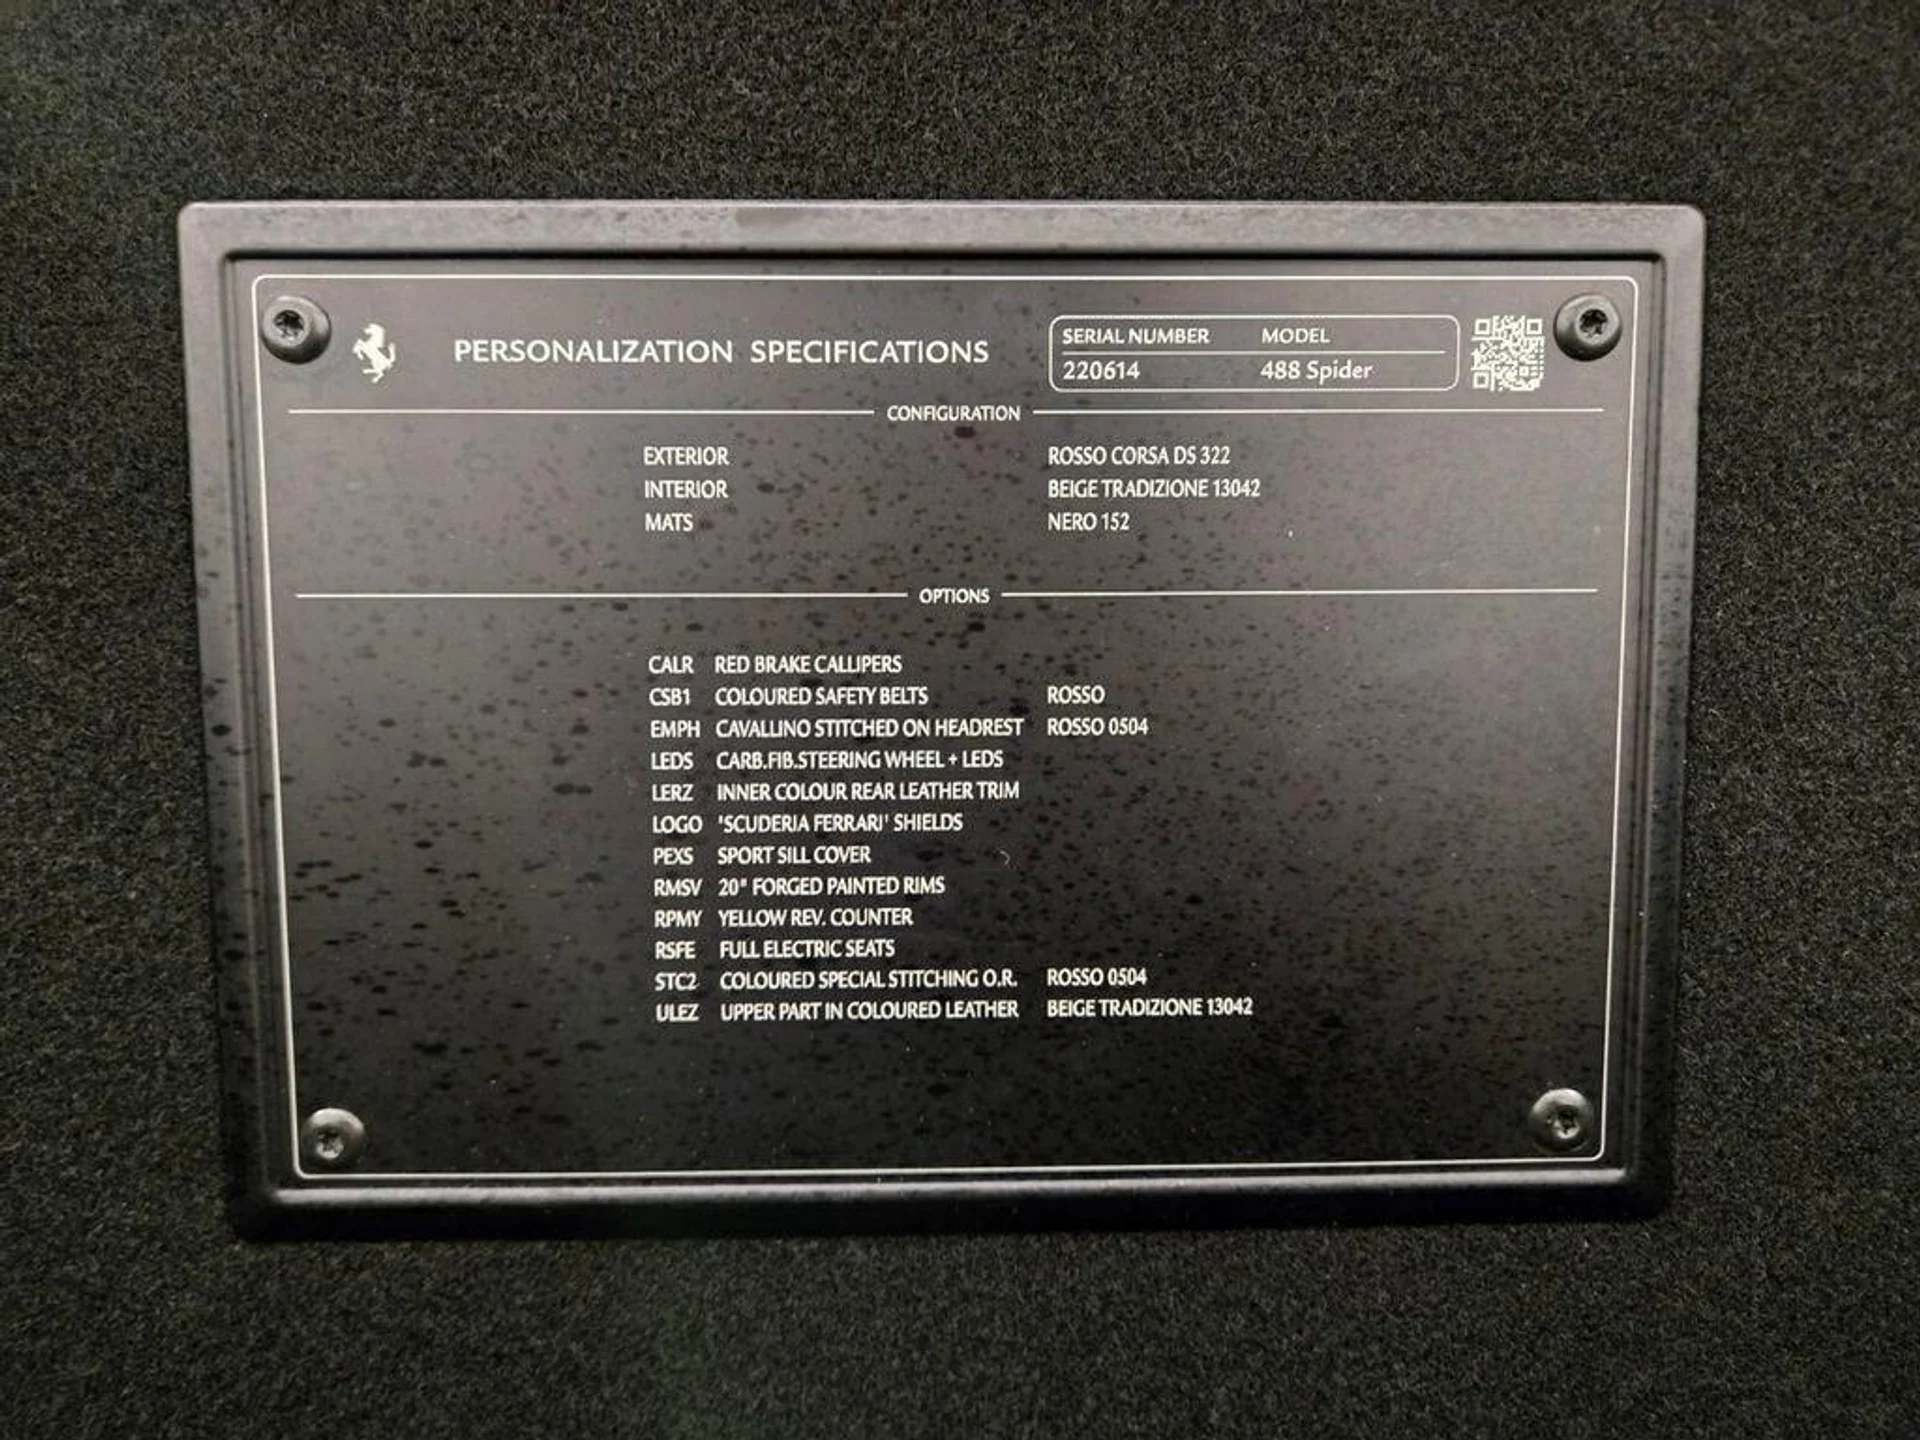 PERSONALIZATION SPECIFICATIONS
SERIAL NUMBER MODEL
220614 488 Spider
CONFIGURATION
EXTERIOR ROSSO CORSA DS 322
INTERIOR BEIGE TRADIZIONE 13042
MATS NERO 152
OPTIONS
CALR RED BRAKE CALLIPERS
CSB1 COLOURED SAFETY BELTS ROSSO
EMPH CAVALLINO STITCHED ON HEADREST ROSSO 0504
LEDS CARB.FIB.STEERING WHEEL + LEDS
LERZ INNER COLOUR REAR LEATHER TRIM
LOGO 'SCUDERIA FERRARI' SHIELDS
PEXS SPORT SILL COVER
RMSV 20" FORGED PAINTED RIMS
RPMY YELLOW REV. COUNTER
RSFE FULL ELECTRIC SEATS
STC2 COLOURED SPECIAL STITCHING O.R. ROSSO 0504
ULEZ UPPER PART IN COLOURED LEATHER BEIGE TRADIZIONE 13042